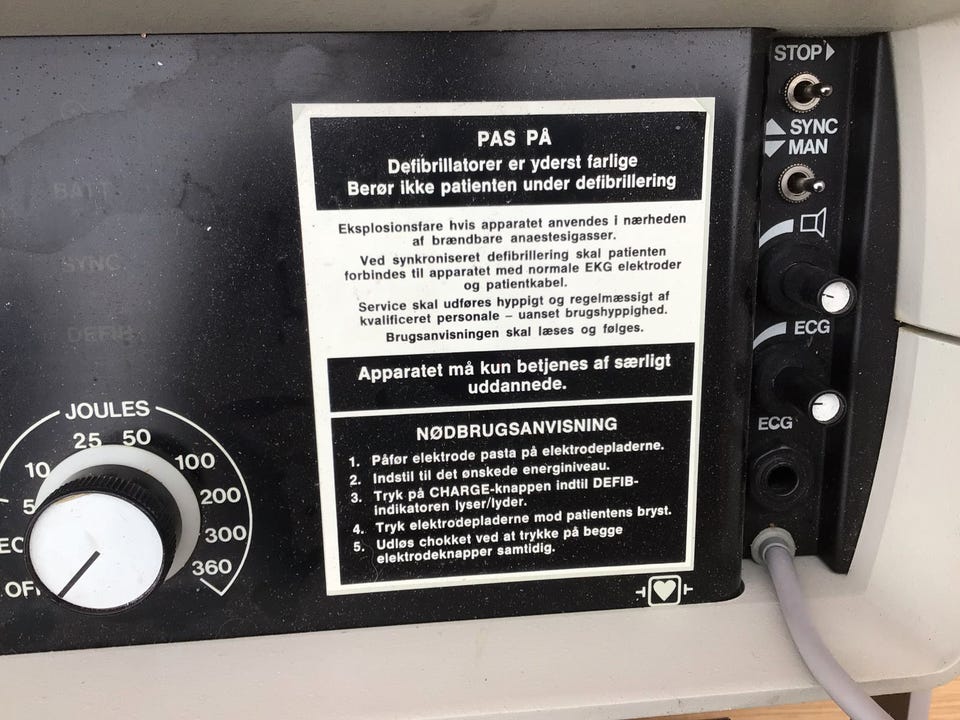 BATT
SYNC
DEFIB
JOULES
25 50
10 100
5 200
300
360
PAS PÅ
Defibrillatorer er yderst farlige
Berør ikke patienten under defibrillering
Eksplosionsfare hvis apparatet anvendes i nærheden
af brændbare anaestesigasser.
Ved synkroniseret defibrillering skal patienten
forbindes til apparatet med normale EKG elektroder
og patientkabel.
Service skal udføres hyppigt og regelmæssigt af
kvalificeret personale – uanset brugshyppighed.
Brugsanvisningen skal læses og følges.
Apparatet må kun betjenes af særligt
uddannede.
NØDBRUGSANVISNING
1. Påfør elektrode pasta på elektrodepladerne.
2. Indstil til det ønskede energiniveau.
3. Tryk på CHARGE-knappen indtil DEFIB-
indikatoren lyser/lyder.
4. Tryk elektrodepladerne mod patientens bryst.
5. Udløs chokket ved at trykke på begge
elektrodeknapper samtidig.
STOP
SYNC
MAN
ECG
ECG